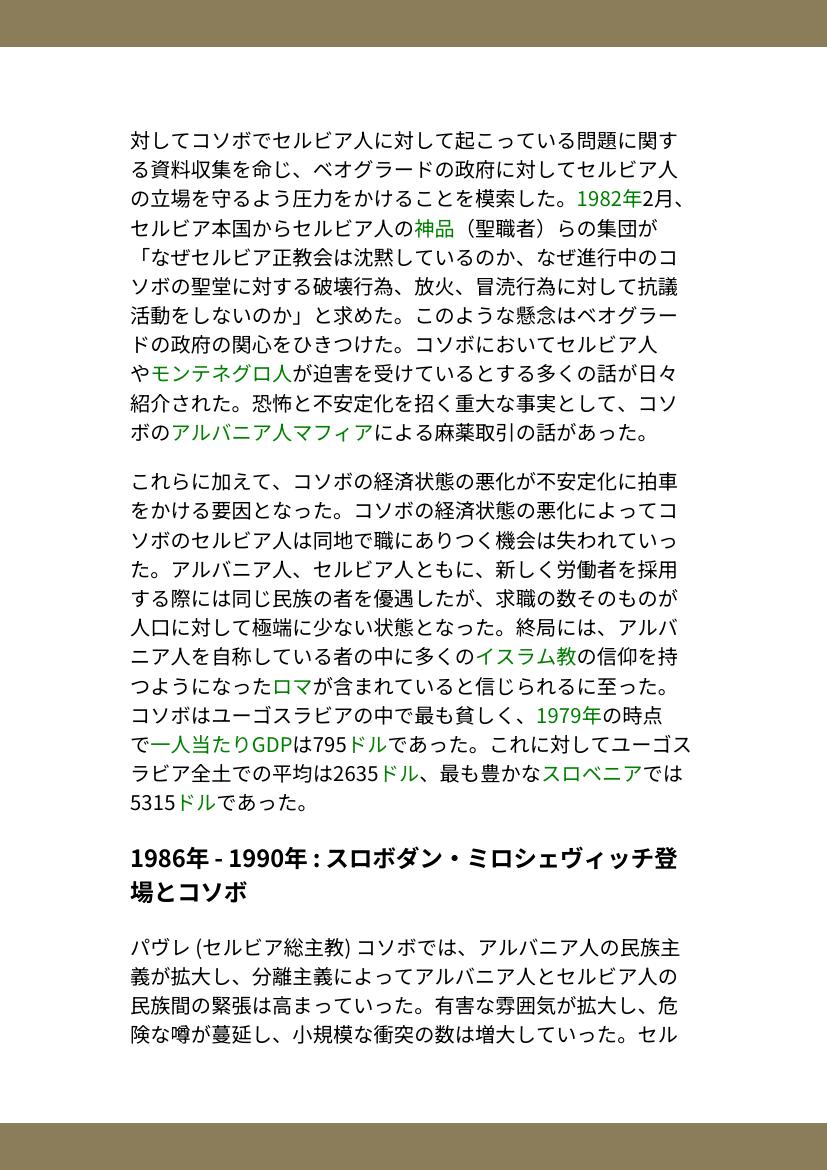 対してコソボでセルビア人に対して起こっている問題に関す
る資料収集を命じ、ベオグラードの政府に対してセルビア人
の立場を守るよう圧力をかけることを模索した。1982年2月、
セルビア本国からセルビア人の神品（聖職者）らの集団が
「なぜセルビア正教会は沈黙しているのか、なぜ進行中のコ
ソボの聖堂に対する破壊行為、放火、冒涜行為に対して抗議
活動をしないのか」と求めた。このような懸念はベオグラー
ドの政府の関心をひきつけた。コソボにおいてセルビア人
やモンテネグロ人が迫害を受けているとする多くの話が日々
紹介された。恐怖と不安定化を招く重大な事実として、コソ
ボのアルバニア人マフィアによる麻薬取引の話があった。
これらに加えて、コソボの経済状態の悪化が不安定化に拍車
をかける要因となった。コソボの経済状態の悪化によってコ
ソボのセルビア人は同地で職にありつく機会は失われていっ
た。アルバニア人、セルビア人ともに、新しく労働者を採用
する際には同じ民族の者を優遇したが、求職の数そのものが
人口に対して極端に少ない状態となった。終局には、アルバ
ニア人を自称している者の中に多くのイスラム教の信仰を持
つようになったロマが含まれていると信じられるに至った。
コソボはユーゴスラビアの中で最も貧しく、1979年の時点
で一人当たりGDPは795ドルであった。これに対してユーゴス
ラビア全土での平均は2635ドル、最も豊かなスロベニアでは
5315ドルであった。
1986年 - 1990年 : スロボダン・ミロシェヴィッチ登
場とコソボ
パヴレ (セルビア総主教) コソボでは、アルバニア人の民族主
義が拡大し、分離主義によってアルバニア人とセルビア人の
民族間の緊張は高まっていった。有害な雰囲気が拡大し、危
険な噂が蔓延し、小規模な衝突の数は増大していった。セル